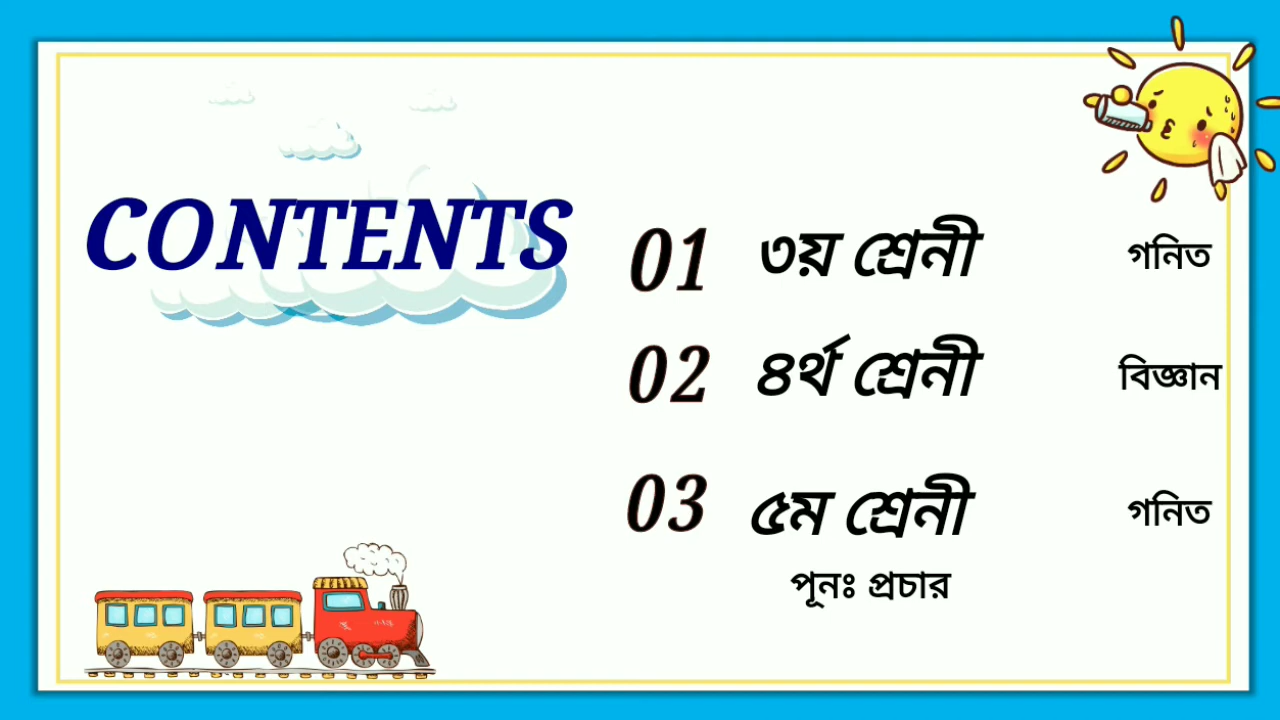 CONTENTS
01 ৩য় শ্রেনী গনিত
02 ৪র্থ শ্রেনী বিজ্ঞান
03 ৫ম শ্রেনী গনিত
পূনঃ প্রচার